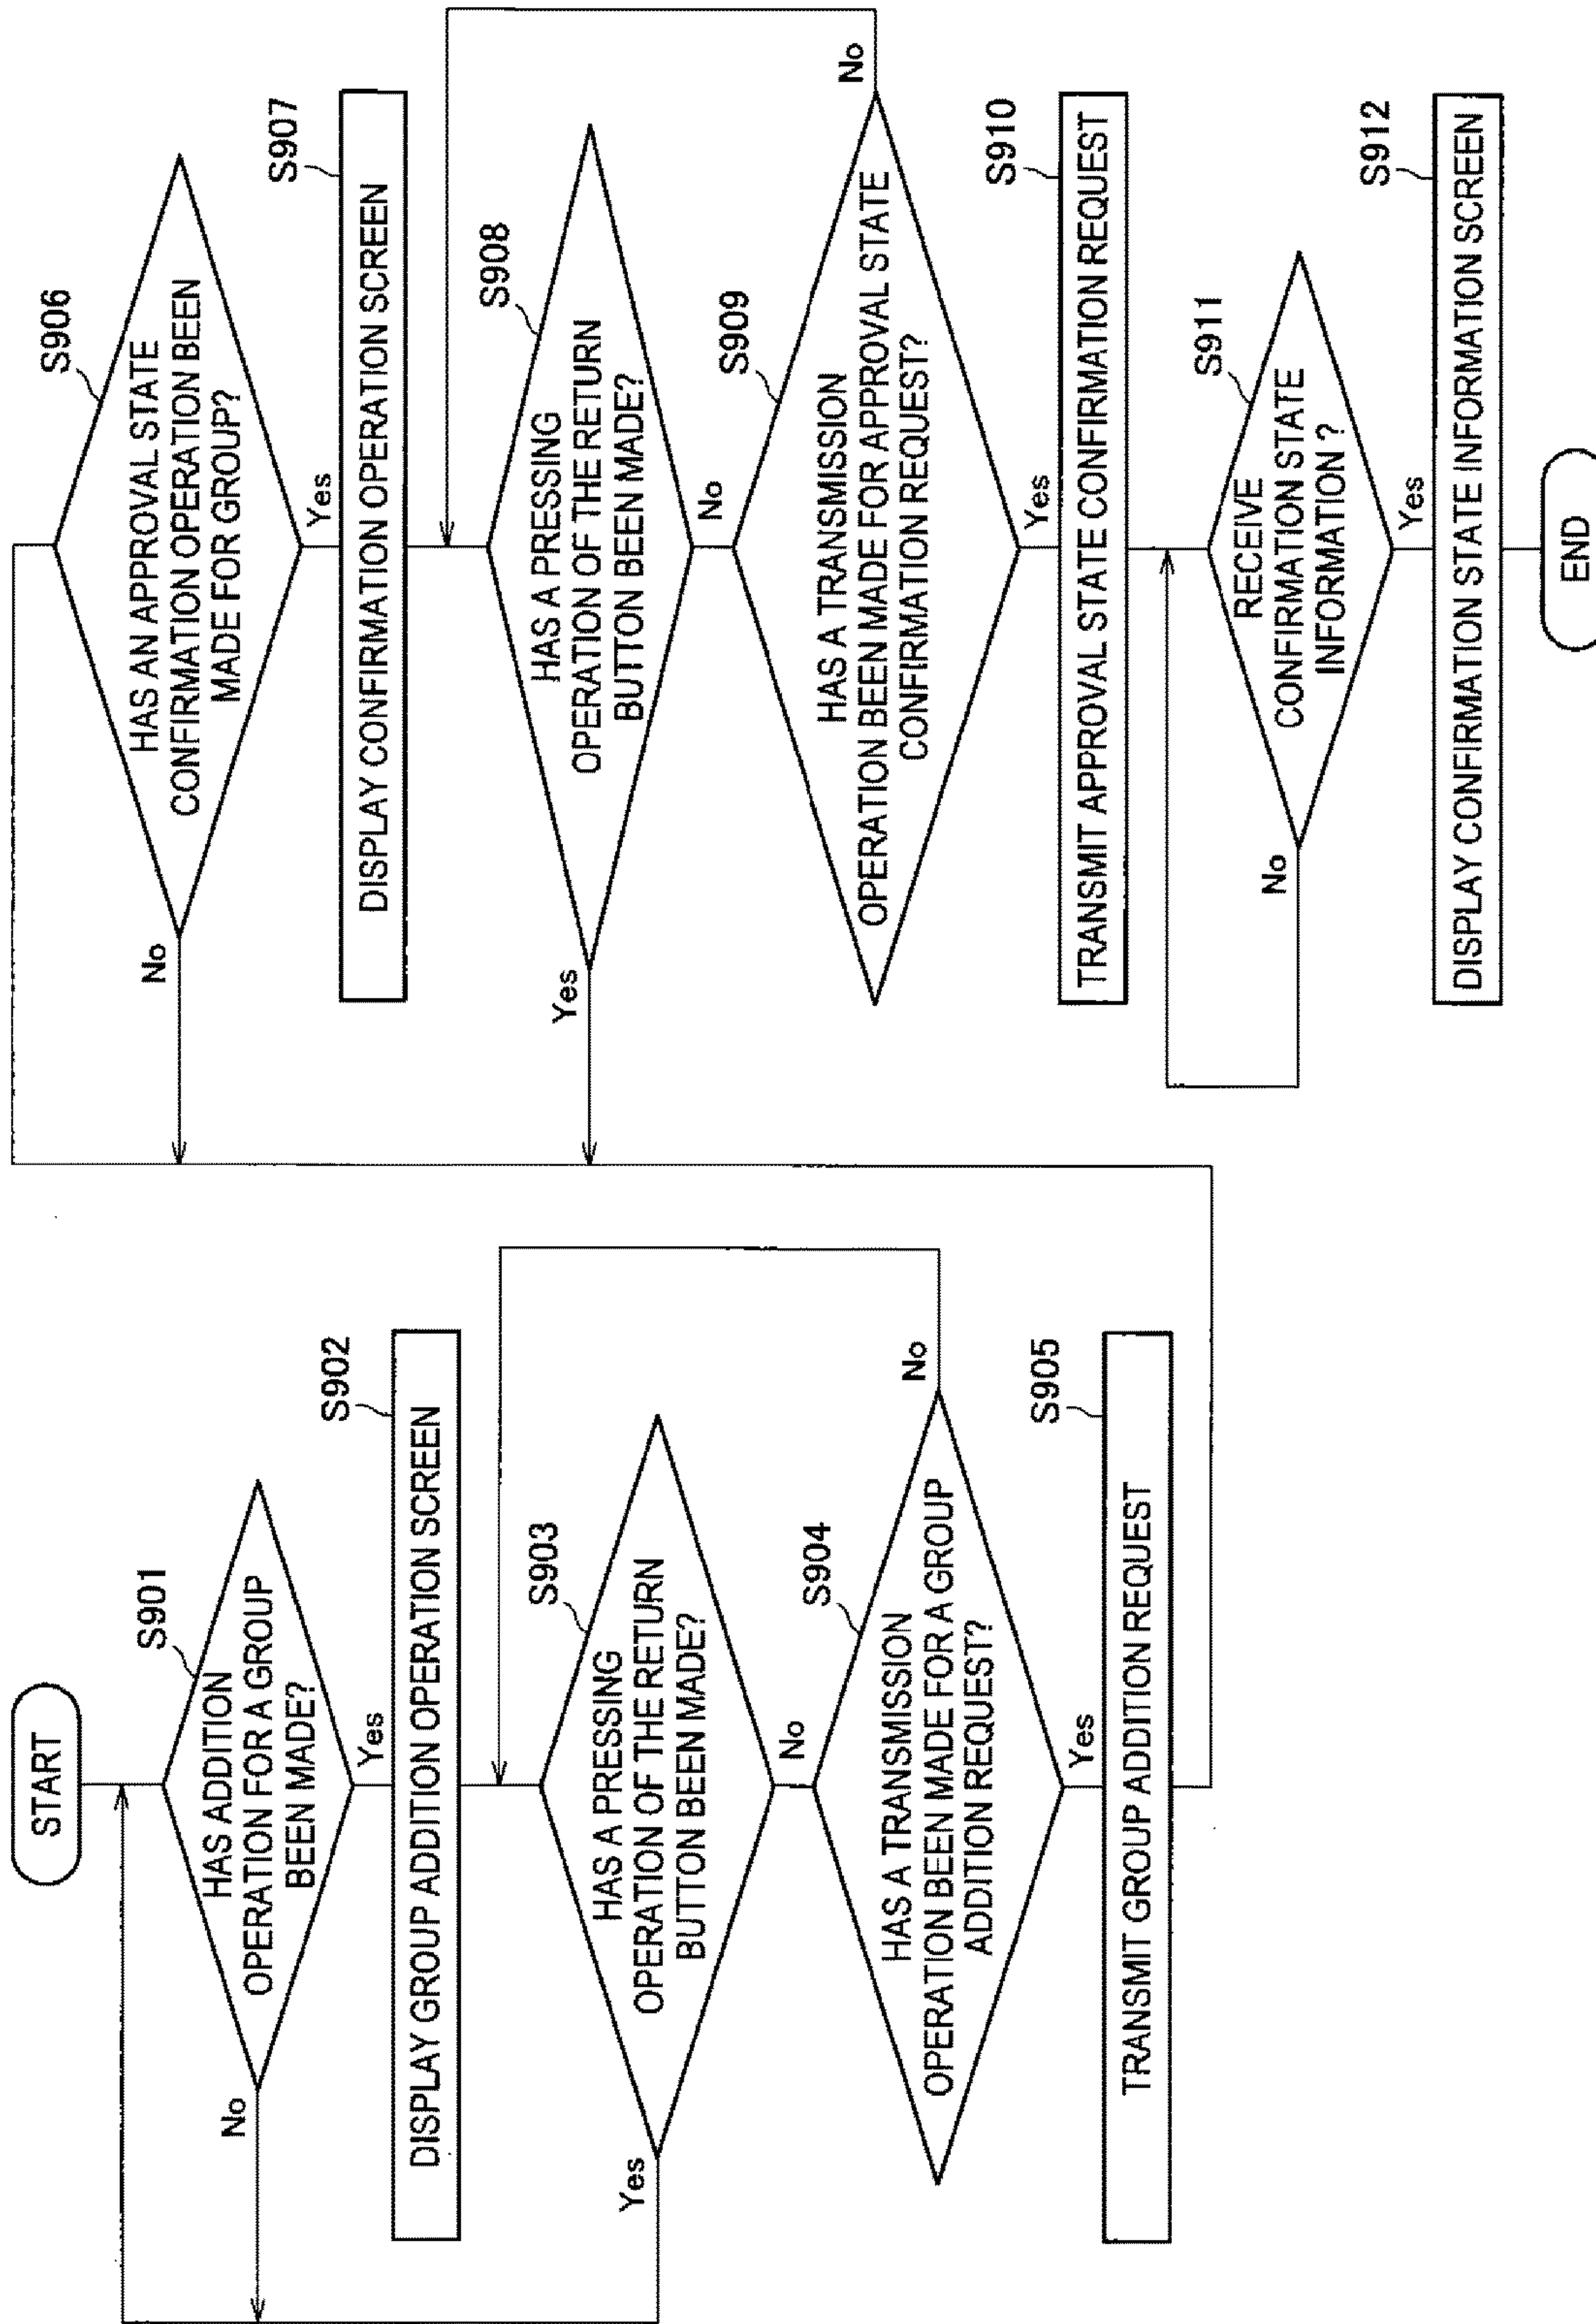 START
S901
HAS ADDITION
OPERATION FOR A GROUP
BEEN MADE?
No
Yes
S902
DISPLAY GROUP ADDITION OPERATION SCREEN
S903
HAS A PRESSING
OPERATION OF THE RETURN
BUTTON BEEN MADE?
Yes
No
S904
HAS A TRANSMISSION
OPERATION BEEN MADE FOR A GROUP
ADDITION REQUEST?
No
Yes
S905
TRANSMIT GROUP ADDITION REQUEST
S906
HAS AN APPROVAL STATE
CONFIRMATION OPERATION BEEN
MADE FOR GROUP?
No
Yes
S907
DISPLAY CONFIRMATION OPERATION SCREEN
S908
HAS A PRESSING
OPERATION OF THE RETURN
BUTTON BEEN MADE?
Yes
No
S909
HAS A TRANSMISSION
OPERATION BEEN MADE FOR APPROVAL STATE
CONFIRMATION REQUEST?
No
Yes
S910
TRANSMIT APPROVAL STATE CONFIRMATION REQUEST
S911
RECEIVE
CONFIRMATION STATE
INFORMATION ?
No
Yes
S912
DISPLAY CONFIRMATION STATE INFORMATION SCREEN
END